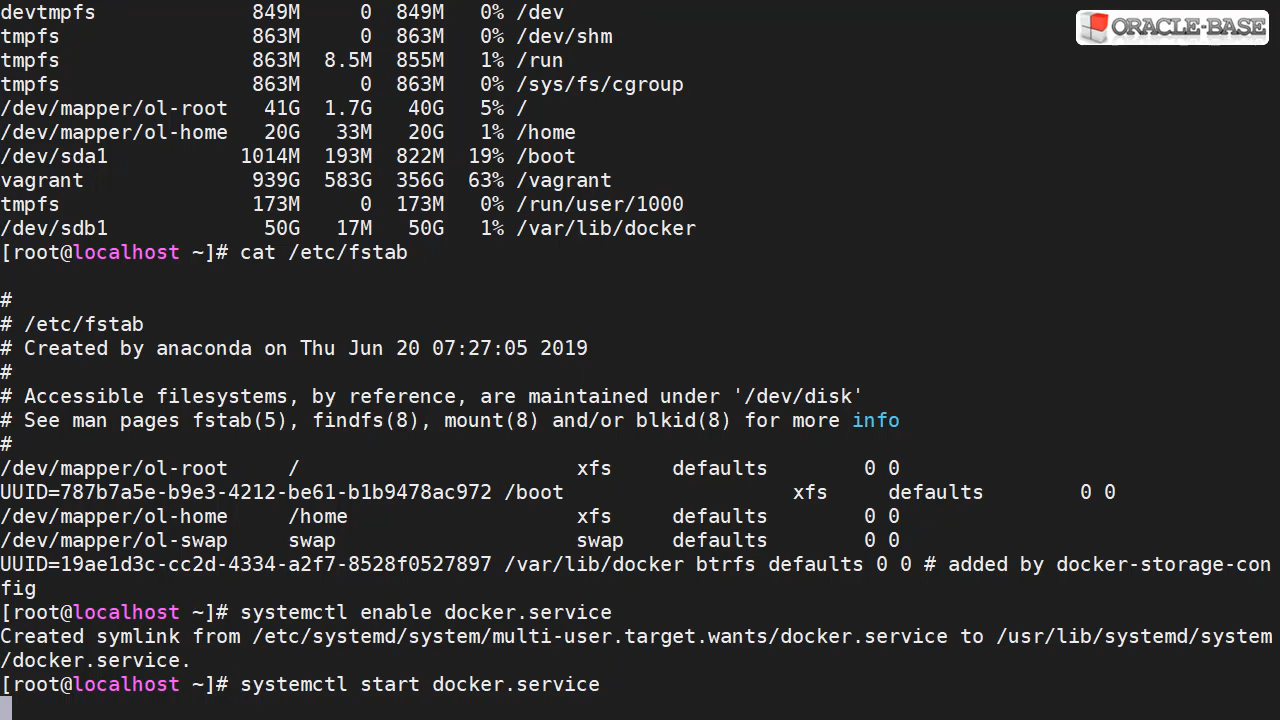 devtmpfs             849M     0  849M   0% /dev
ORACLE-BASE
tmpfs                863M     0  863M   0% /dev/shm
tmpfs                863M  8.5M  855M   1% /run
tmpfs                863M     0  863M   0% /sys/fs/cgroup
/dev/mapper/ol-root   41G  1.7G   40G   5% /
/dev/mapper/ol-home   20G   33M   20G   1% /home
/dev/sda1           1014M  193M  822M  19% /boot
vagrant              939G  583G  356G  63% /vagrant
tmpfs                173M     0  173M   0% /run/user/1000
/dev/sdb1             50G   17M   50G   1% /var/lib/docker
[root@localhost ~]# cat /etc/fstab
#
# /etc/fstab
# Created by anaconda on Thu Jun 20 07:27:05 2019
#
# Accessible filesystems, by reference, are maintained under '/dev/disk'
# See man pages fstab(5), findfs(8), mount(8) and/or blkid(8) for more info
#
/dev/mapper/ol-root     /                       xfs     defaults        0 0
UUID=787b7a5e-b9e3-4212-be61-b1b9478ac972 /boot                   xfs     defaults        0 0
/dev/mapper/ol-home     /home                   xfs     defaults        0 0
/dev/mapper/ol-swap     swap                    swap    defaults        0 0
UUID=19ae1d3c-cc2d-4334-a2f7-8528f0527897 /var/lib/docker btrfs defaults 0 0 # added by docker-storage-con
fig
[root@localhost ~]# systemctl enable docker.service
Created symlink from /etc/systemd/system/multi-user.target.wants/docker.service to /usr/lib/systemd/system
/docker.service.
[root@localhost ~]# systemctl start docker.service